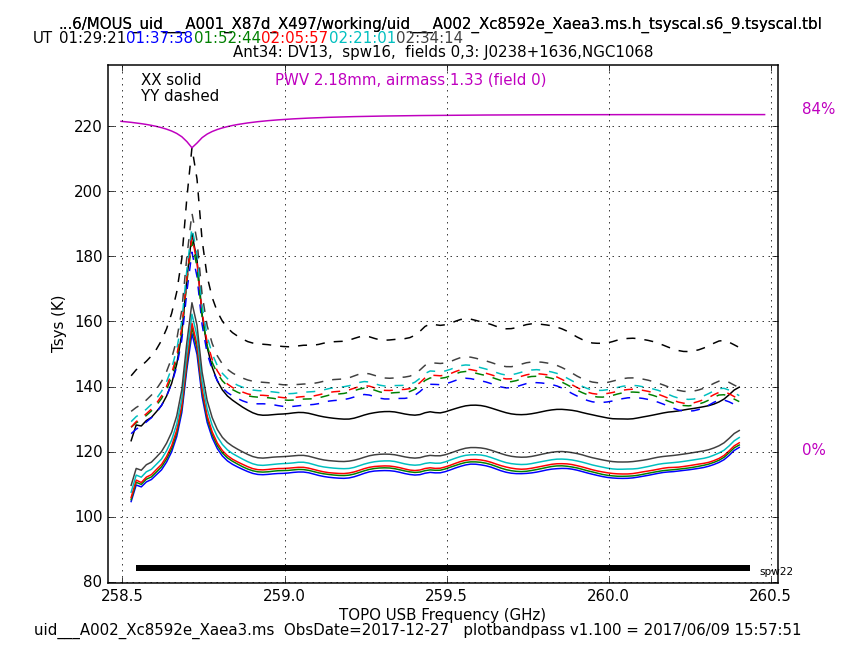 ...6/MOUS_uid___A001_X87d_X497/working/uid___A002_Xc8592e_Xaea3.ms.h_tsyscal.s6_9.tsyscal.tbl
UT 01:29:21 01:37:38 01:52:44 02:05:57 02:21:01 02:34:14
Ant34: DV13, spw16, fields 0,3: J0238+1636,NGC1068
XX solid
PWV 2.18mm, airmass 1.33 (field 0)
YY dashed
84%
220
200
180
160
Tsys (K)
140
120
0%
100
80
spw22
258.5 259.0 259.5 260.0 260.5
TOPO USB Frequency (GHz)
uid___A002_Xc8592e_Xaea3.ms ObsDate=2017-12-27 plotbandpass v1.100 = 2017/06/09 15:57:51